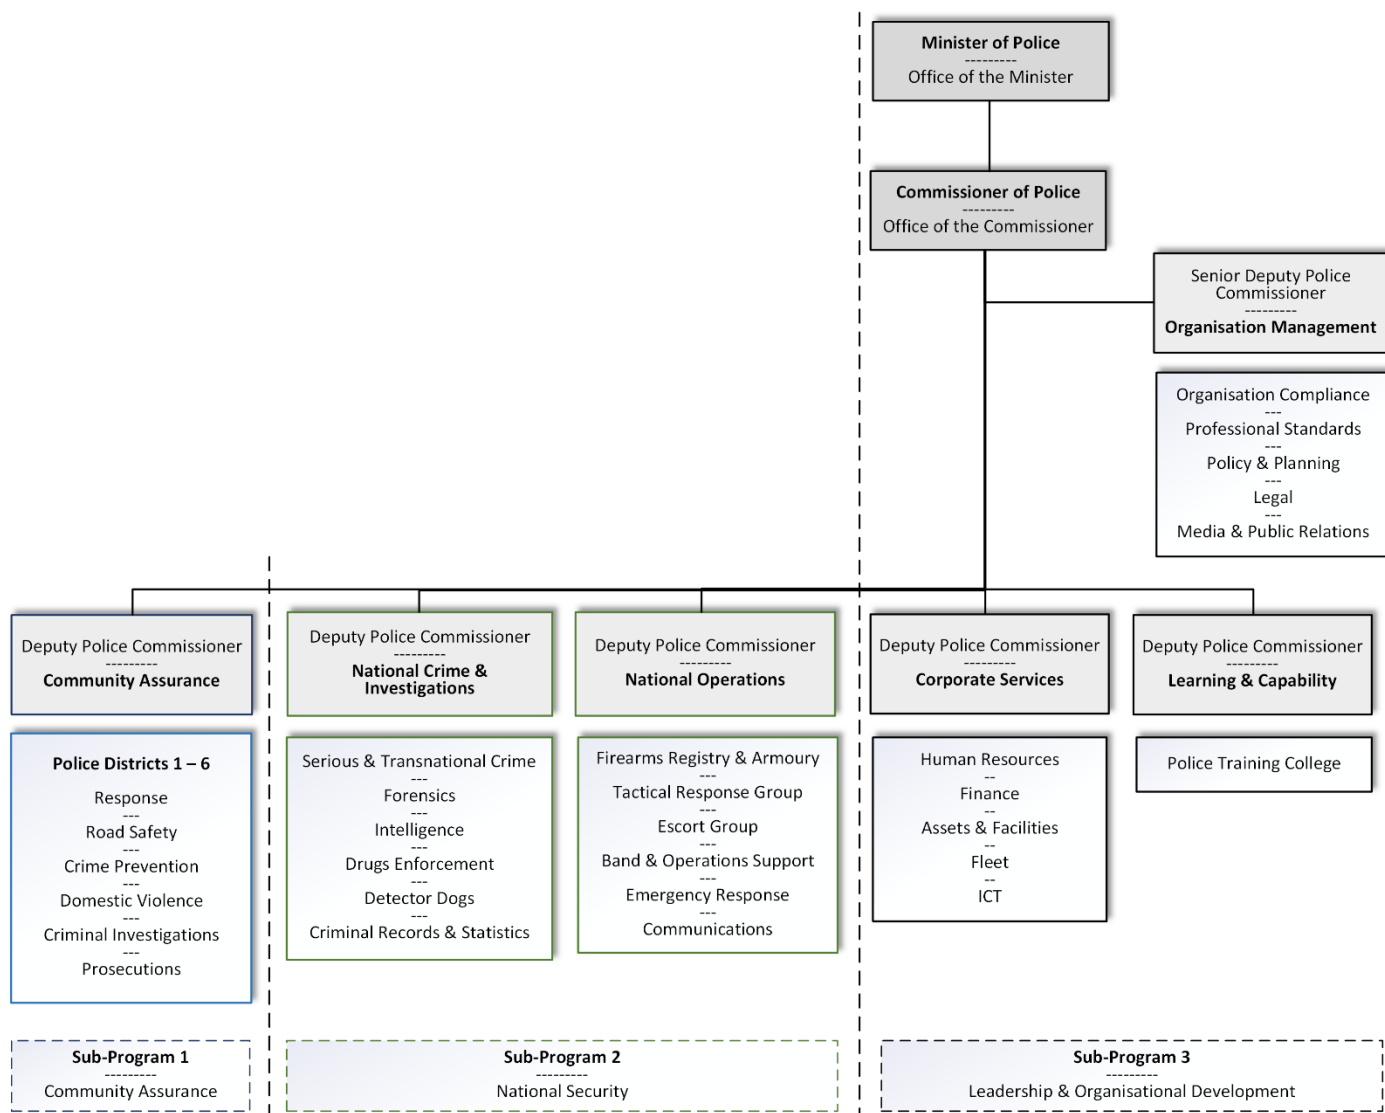 Minister of Police
---------
Office of the Minister
Commissioner of Police
---------
Office of the Commissioner
Senior Deputy Police
Commissioner
---------
Organisation Management
Organisation Compliance
---
Professional Standards
---
Policy & Planning
---
Legal
---
Media & Public Relations
Deputy Police Commissioner
---------
Community Assurance
Police Districts 1 – 6
Response
---
Road Safety
---
Crime Prevention
---
Domestic Violence
---
Criminal Investigations
---
Prosecutions
Deputy Police Commissioner
---------
National Crime &
Investigations
Serious & Transnational Crime
---
Forensics
---
Intelligence
---
Drugs Enforcement
---
Detector Dogs
---
Criminal Records & Statistics
Deputy Police Commissioner
---------
National Operations
Firearms Registry & Armoury
---
Tactical Response Group
---
Escort Group
---
Band & Operations Support
---
Emergency Response
---
Communications
Deputy Police Commissioner
---------
Corporate Services
Human Resources
--
Finance
--
Assets & Facilities
--
Fleet
--
ICT
Deputy Police Commissioner
---------
Learning & Capability
Police Training College
Sub-Program 1
---------
Community Assurance
Sub-Program 2
---------
National Security
Sub-Program 3
---------
Leadership & Organisational Development